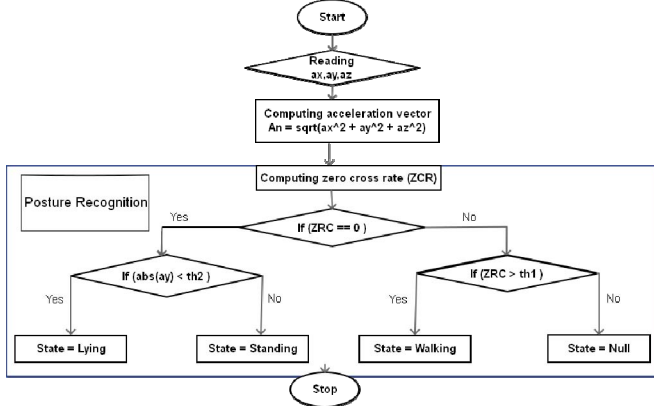 Start
Reading
ax,ay,az
Computing acceleration vector
An = sqrt(ax^2 + ay^2 + az^2)
Computing zero cross rate (ZCR)
Posture Recognition
Yes
No
If (ZRC == 0 )
If (abs(ay) < th2 )
If (ZRC > th1 )
Yes
No
Yes
No
State = Lying
State = Standing
State = Walking
State = Null
Stop